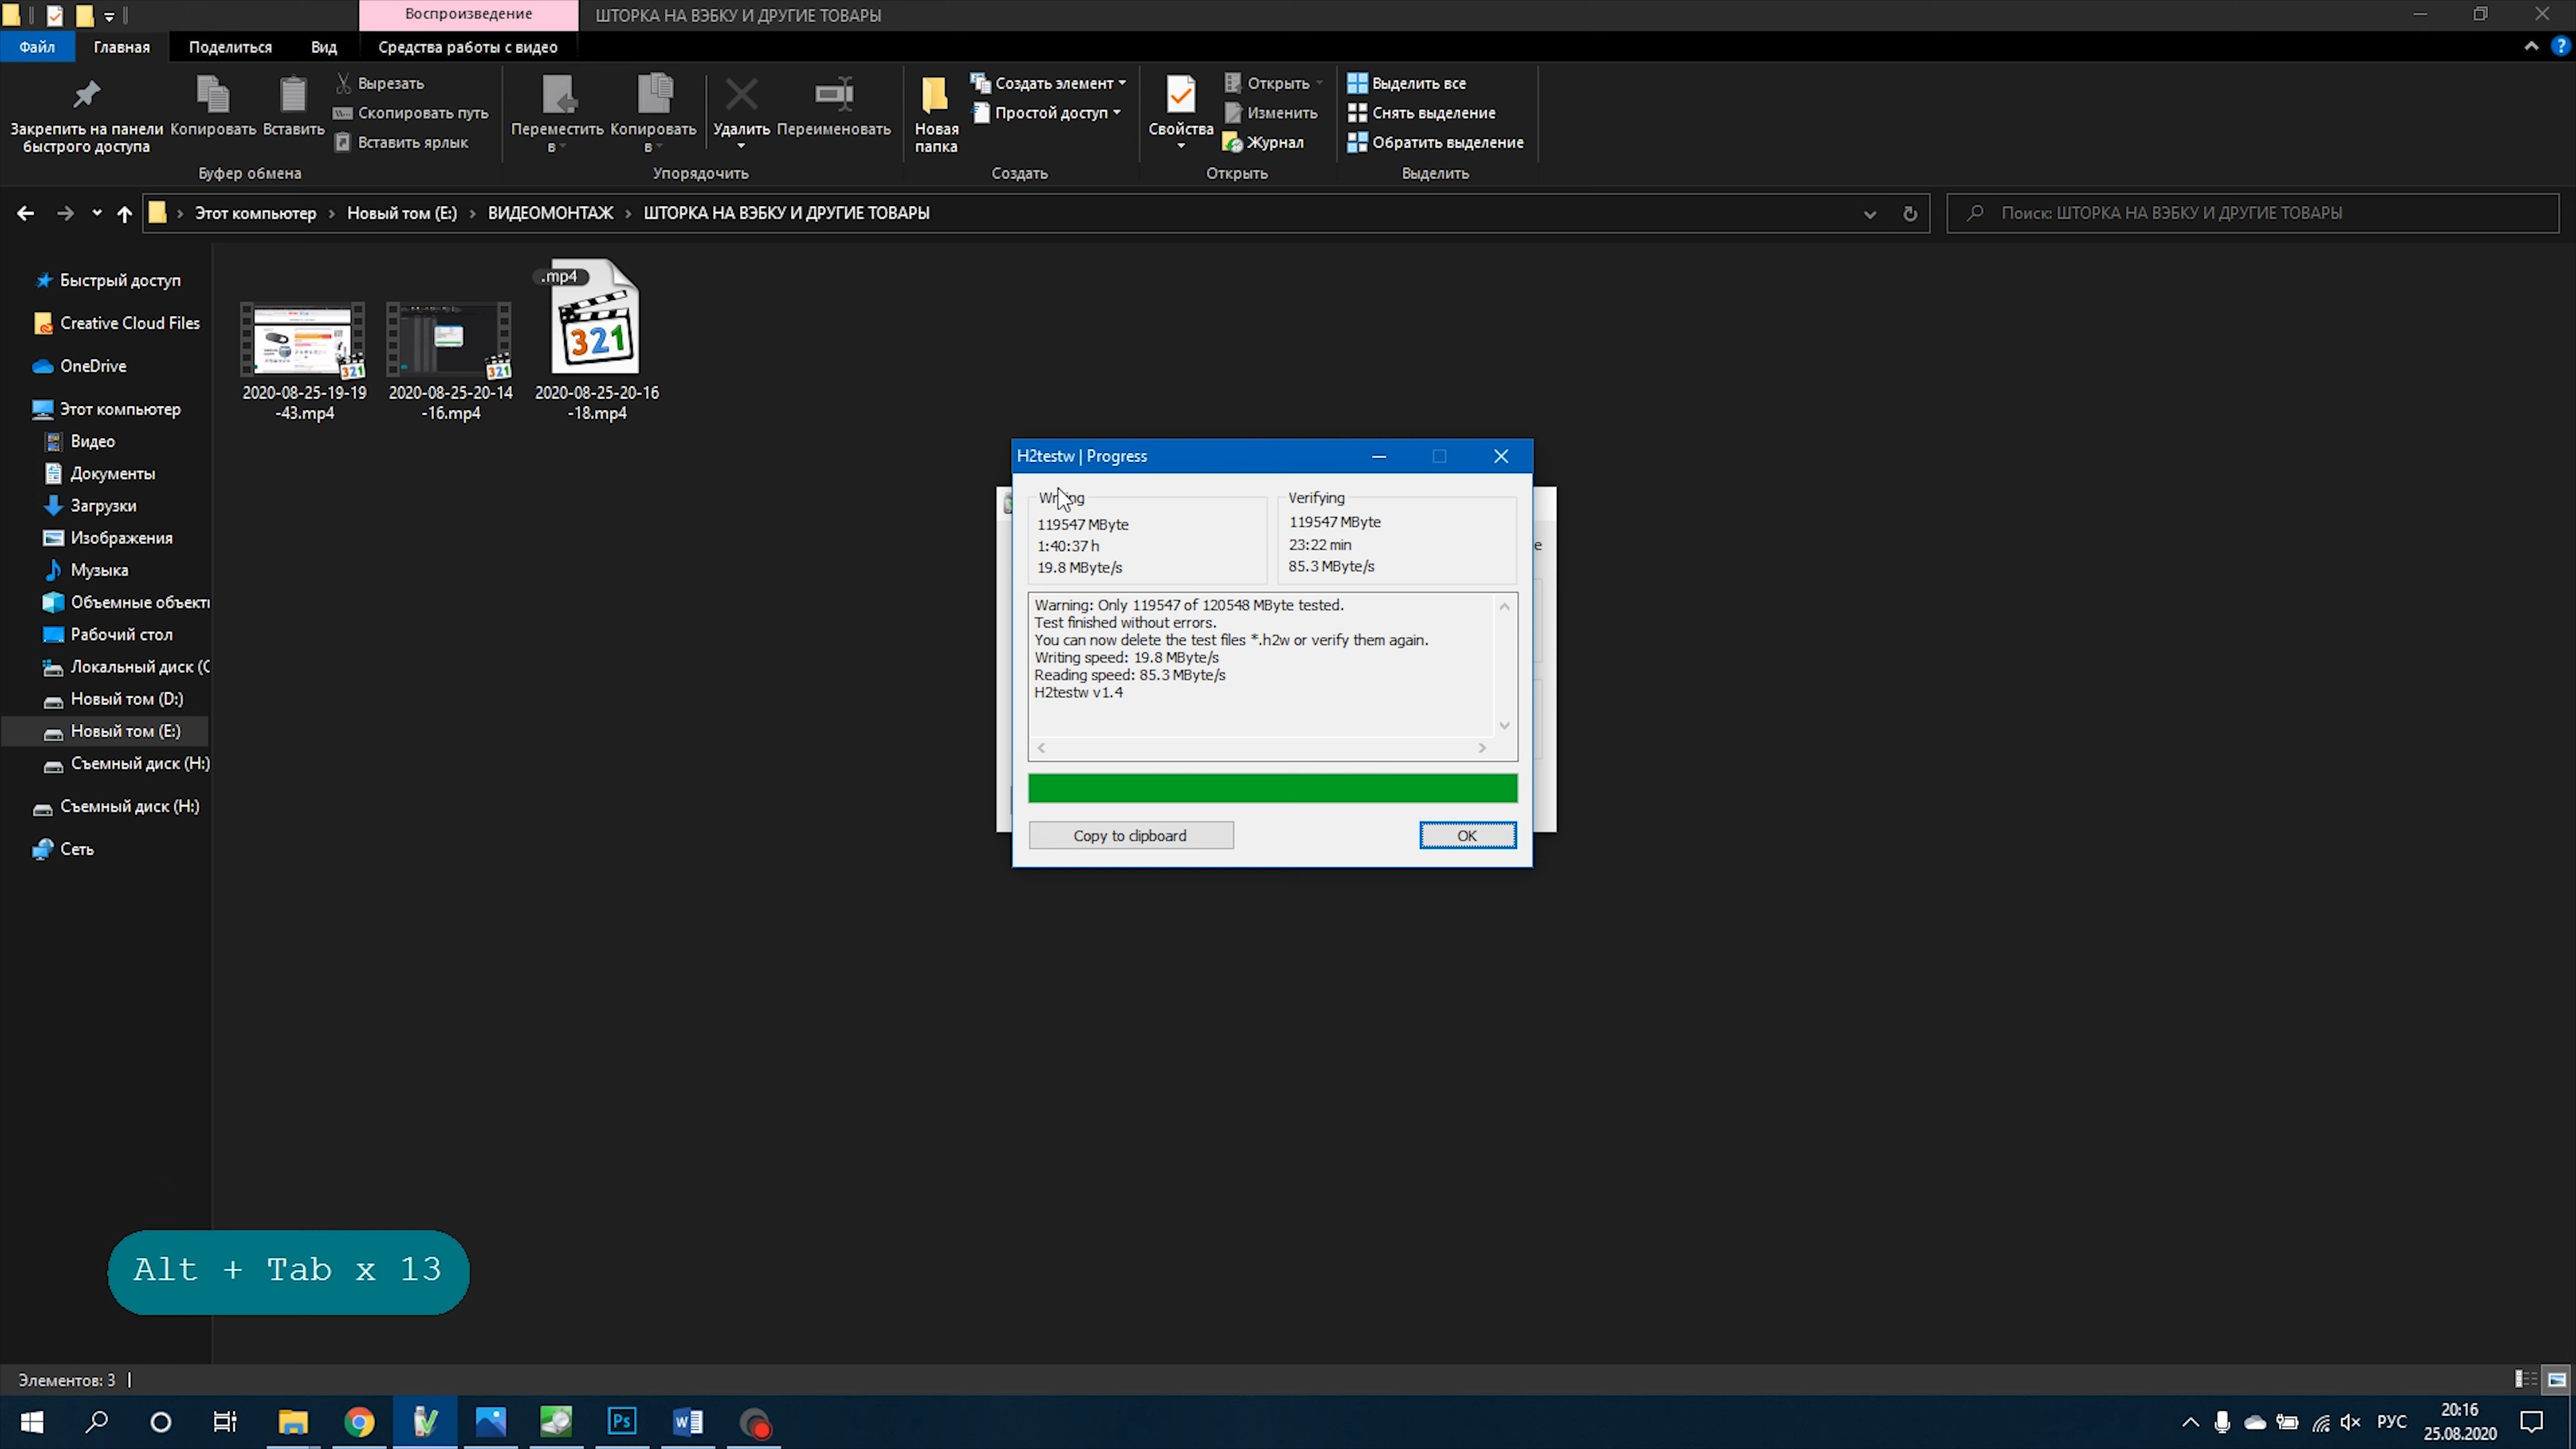 Воспроизведение
ШТОРКА НА ВЭБКУ И ДРУГИЕ ТОВАРЫ
Файл
Главная
Поделиться
Вид
Средства работы с видео
Закрепить на панели
быстрого доступа
Копировать
Вставить
Вырезать
Скопировать путь
Вставить ярлык
Буфер обмена
Переместить
в
Копировать
в
Удалить
Переименовать
Упорядочить
Новая
папка
Создать элемент
Простой доступ
Создать
Свойства
Открыть
Изменить
Журнал
Открыть
Выделить все
Снять выделение
Обратить выделение
Выделить
Этот компьютер › Новый том (E:) › ВИДЕОМОНТАЖ › ШТОРКА НА ВЭБКУ И ДРУГИЕ ТОВАРЫ
Поиск: ШТОРКА НА ВЭБКУ И ДРУГИЕ ТОВАРЫ
Быстрый доступ
Creative Cloud Files
OneDrive
Этот компьютер
Видео
Документы
Загрузки
Изображения
Музыка
Объемные объект
Рабочий стол
Локальный диск (C
Новый том (D:)
Новый том (E:)
Съемный диск (H:)
Съемный диск (H:)
Сеть
2020-08-25-19-19
-43.mp4
2020-08-25-20-14
-16.mp4
.mp4
321
2020-08-25-20-16
-18.mp4
H2testw | Progress
Writing
119547 MByte
1:40:37 h
19.8 MByte/s
Verifying
119547 MByte
23:22 min
85.3 MByte/s
e
Warning: Only 119547 of 120548 MByte tested.
Test finished without errors.
You can now delete the test files *.h2w or verify them again.
Writing speed: 19.8 MByte/s
Reading speed: 85.3 MByte/s
H2testw v1.4
Copy to clipboard
OK
Alt + Tab x 13
Элементов: 3
Ps
РУС
20:16
25.08.2020